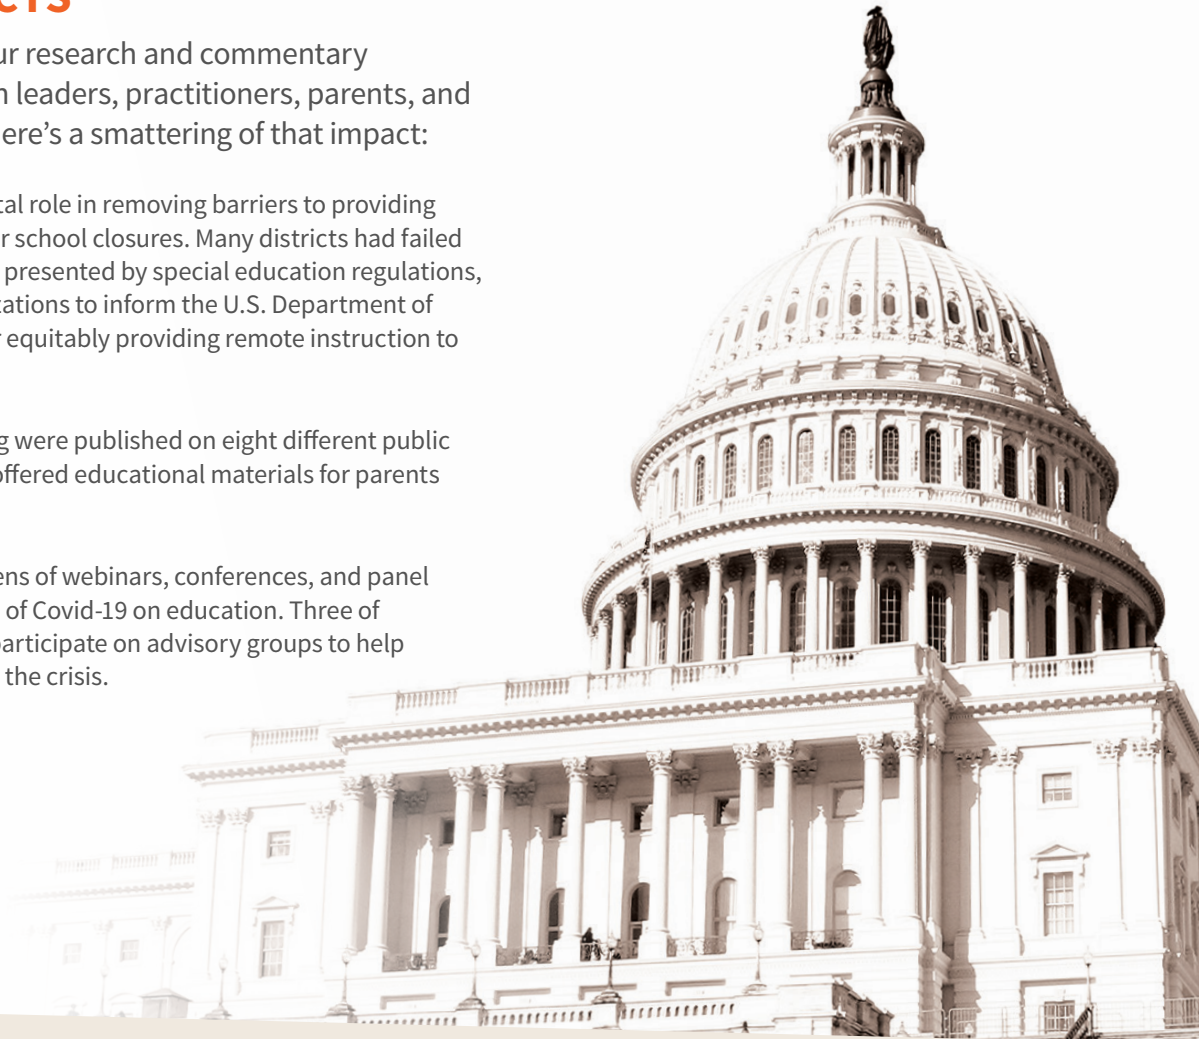 cts
ur research and commentary
n leaders, practitioners, parents, and
ere’s a smattering of that impact:
tal role in removing barriers to providing
r school closures. Many districts had failed
presented by special education regulations,
zations to inform the U.S. Department of
r equitably providing remote instruction to
g were published on eight different public
offered educational materials for parents
ens of webinars, conferences, and panel
of Covid-19 on education. Three of
participate on advisory groups to help
the crisis.